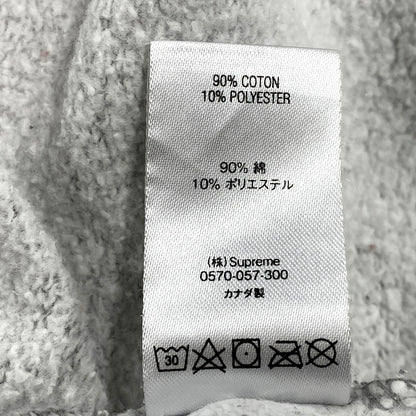 90% COTON
10% POLYESTER
90% 綿
10% ポリエステル
(株) Supreme
0570-057-300
カナダ製
30